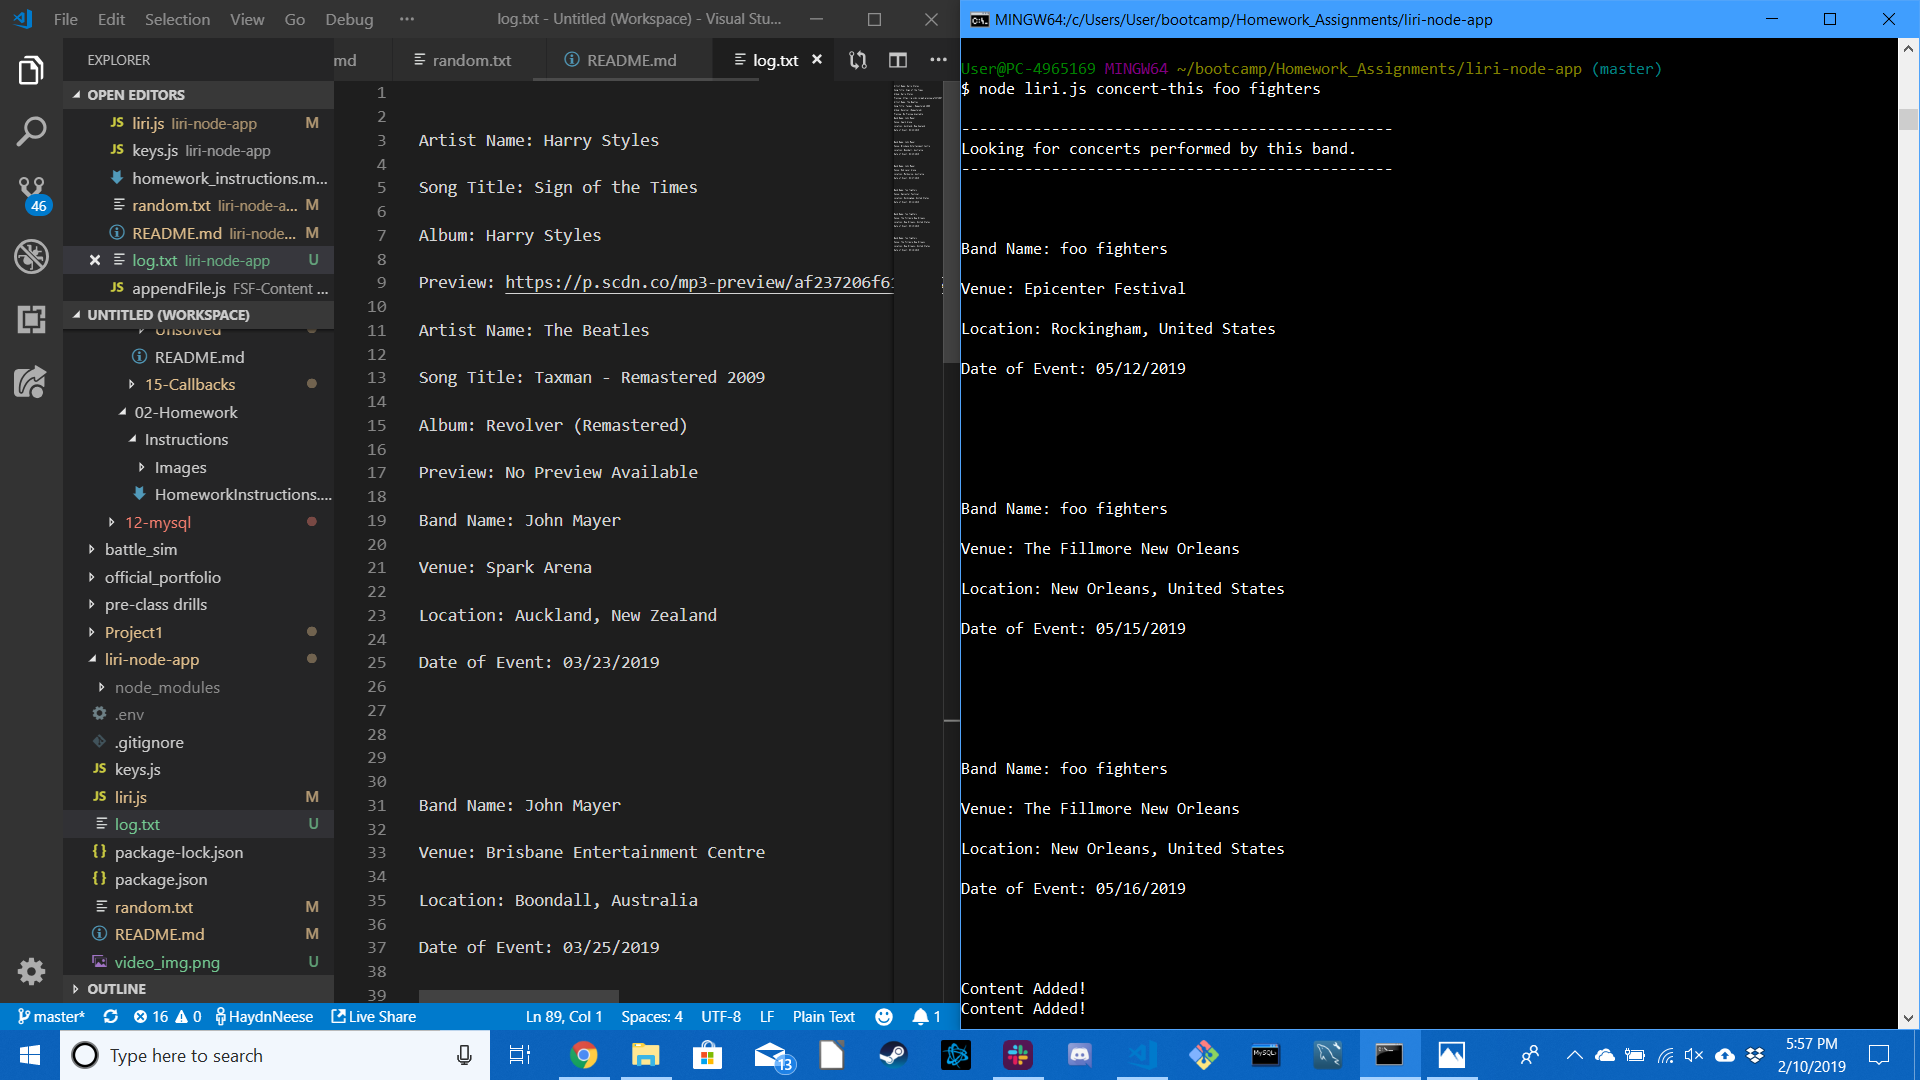 File Edit Selection View Go Debug ··· log.txt - Untitled (Workspace) - Visual Stu...
EXPLORER
OPEN EDITORS
JS liri.js liri-node-app M
JS keys.js liri-node-app
homework_instructions.m...
random.txt liri-node-a... M
README.md liri-node... M
log.txt liri-node-app U
JS appendFile.js FSF-Content ...
UNTITLED (WORKSPACE)
Unsolved
README.md
15-Callbacks
02-Homework
Instructions
Images
HomeworkInstructions....
12-mysql
battle_sim
official_portfolio
pre-class drills
Project1
liri-node-app
node_modules
.env
.gitignore
JS keys.js
JS liri.js M
log.txt U
{} package-lock.json
{} package.json
random.txt M
README.md M
video_img.png U
OUTLINE
46
md random.txt README.md log.txt
1
2
3 Artist Name: Harry Styles
4
5 Song Title: Sign of the Times
6
7 Album: Harry Styles
8
9 Preview: https://p.scdn.co/mp3-preview/af237206f6
10
11 Artist Name: The Beatles
12
13 Song Title: Taxman - Remastered 2009
14
15 Album: Revolver (Remastered)
16
17 Preview: No Preview Available
18
19 Band Name: John Mayer
20
21 Venue: Spark Arena
22
23 Location: Auckland, New Zealand
24
25 Date of Event: 03/23/2019
26
27
28
29
30
31 Band Name: John Mayer
32
33 Venue: Brisbane Entertainment Centre
34
35 Location: Boondall, Australia
36
37 Date of Event: 03/25/2019
38
39
master* 16 0 HaydnNeese Live Share Ln 89, Col 1 Spaces: 4 UTF-8 LF Plain Text 1
MINGW64:/c/Users/User/bootcamp/Homework_Assignments/liri-node-app
User@PC-4965169 MINGW64 ~/bootcamp/Homework_Assignments/liri-node-app (master)
$ node liri.js concert-this foo fighters
------------------------------------------------
Looking for concerts performed by this band.
------------------------------------------------
Band Name: foo fighters
Venue: Epicenter Festival
Location: Rockingham, United States
Date of Event: 05/12/2019
Band Name: foo fighters
Venue: The Fillmore New Orleans
Location: New Orleans, United States
Date of Event: 05/15/2019
Band Name: foo fighters
Venue: The Fillmore New Orleans
Location: New Orleans, United States
Date of Event: 05/16/2019
Content Added!
Content Added!
Type here to search
13
MySQL
5:57 PM
2/10/2019